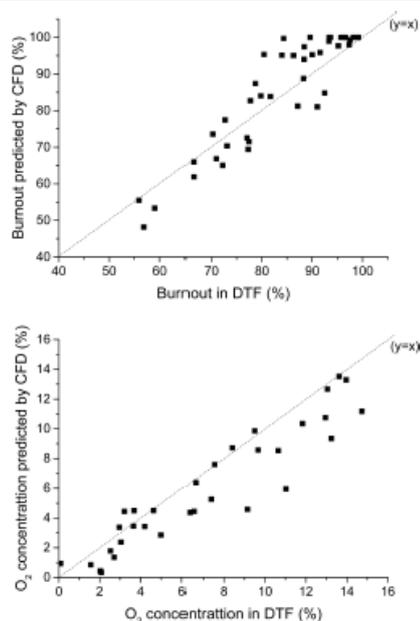 Burnout predicted by CFD (%)
100
90
80
70
60
50
40
(y=x)
40 50 60 70 80 90 100
Burnout in DTF (%)
O₂ concentrattion predicted by CFD (%)
16
14
12
10
8
6
4
2
0
(y=x)
0 2 4 6 8 10 12 14 16
O₂ concentrattion in DTF (%)